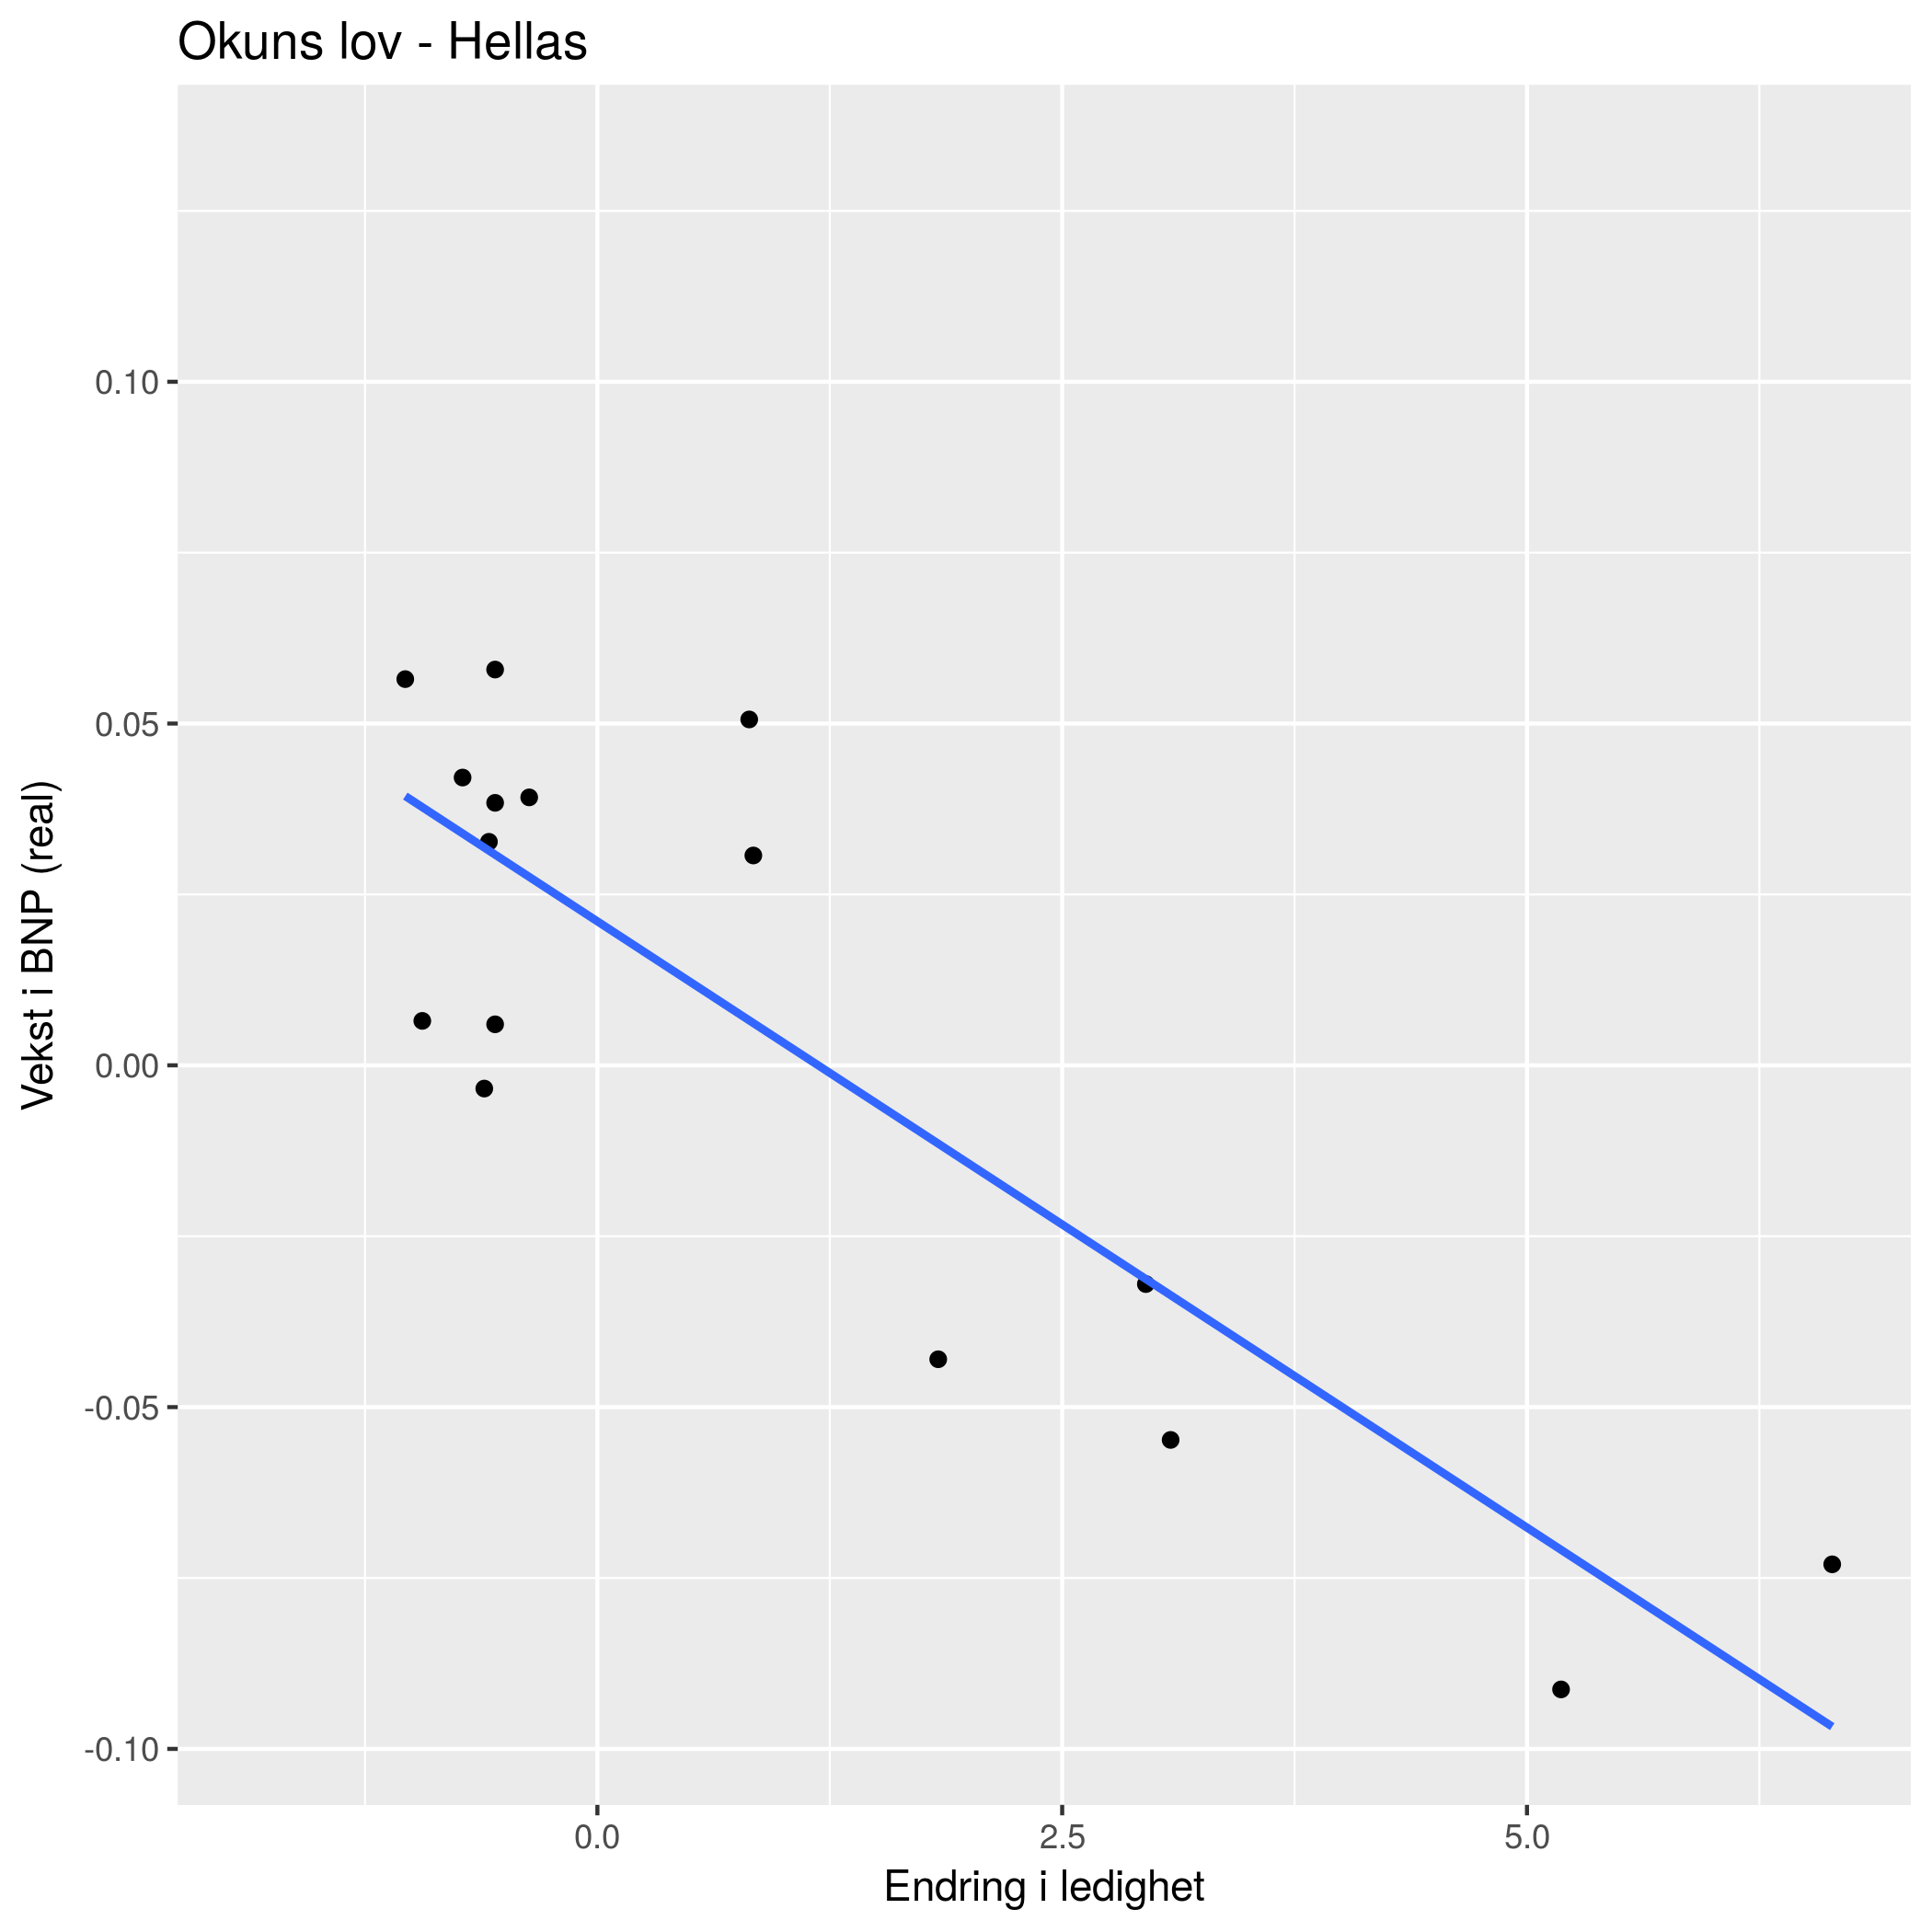 Okuns lov - Hellas
Vekst i BNP (real)
0.10
0.05
0.00
-0.05
-0.10
0.0
2.5
5.0
Endring i ledighet